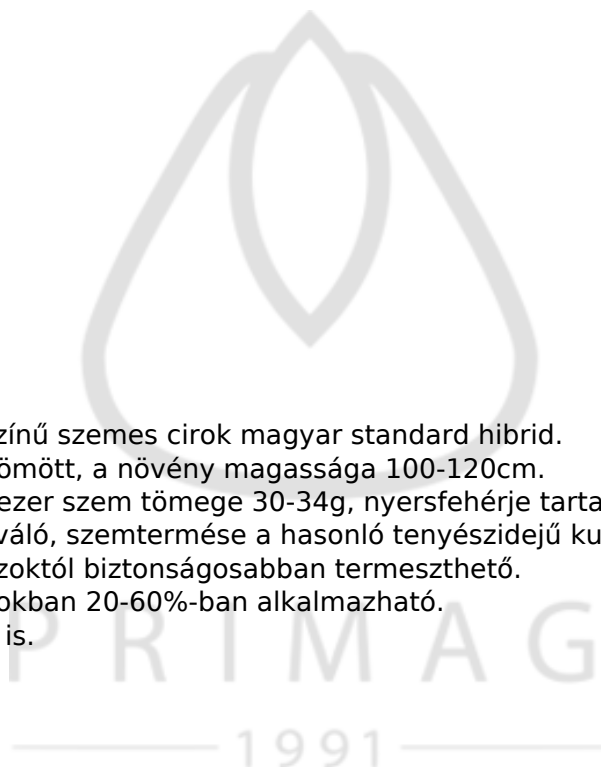 színű szemes cirok magyar standard hibrid.
tömött, a növény magassága 100-120cm.
ezer szem tömege 30-34g, nyersfehérje tarta
váló, szemtermése a hasonló tenyészidejű ku
zoktól biztonságosabban termeszthető.
okban 20-60%-ban alkalmazható.
is.
PRIMAG
1991